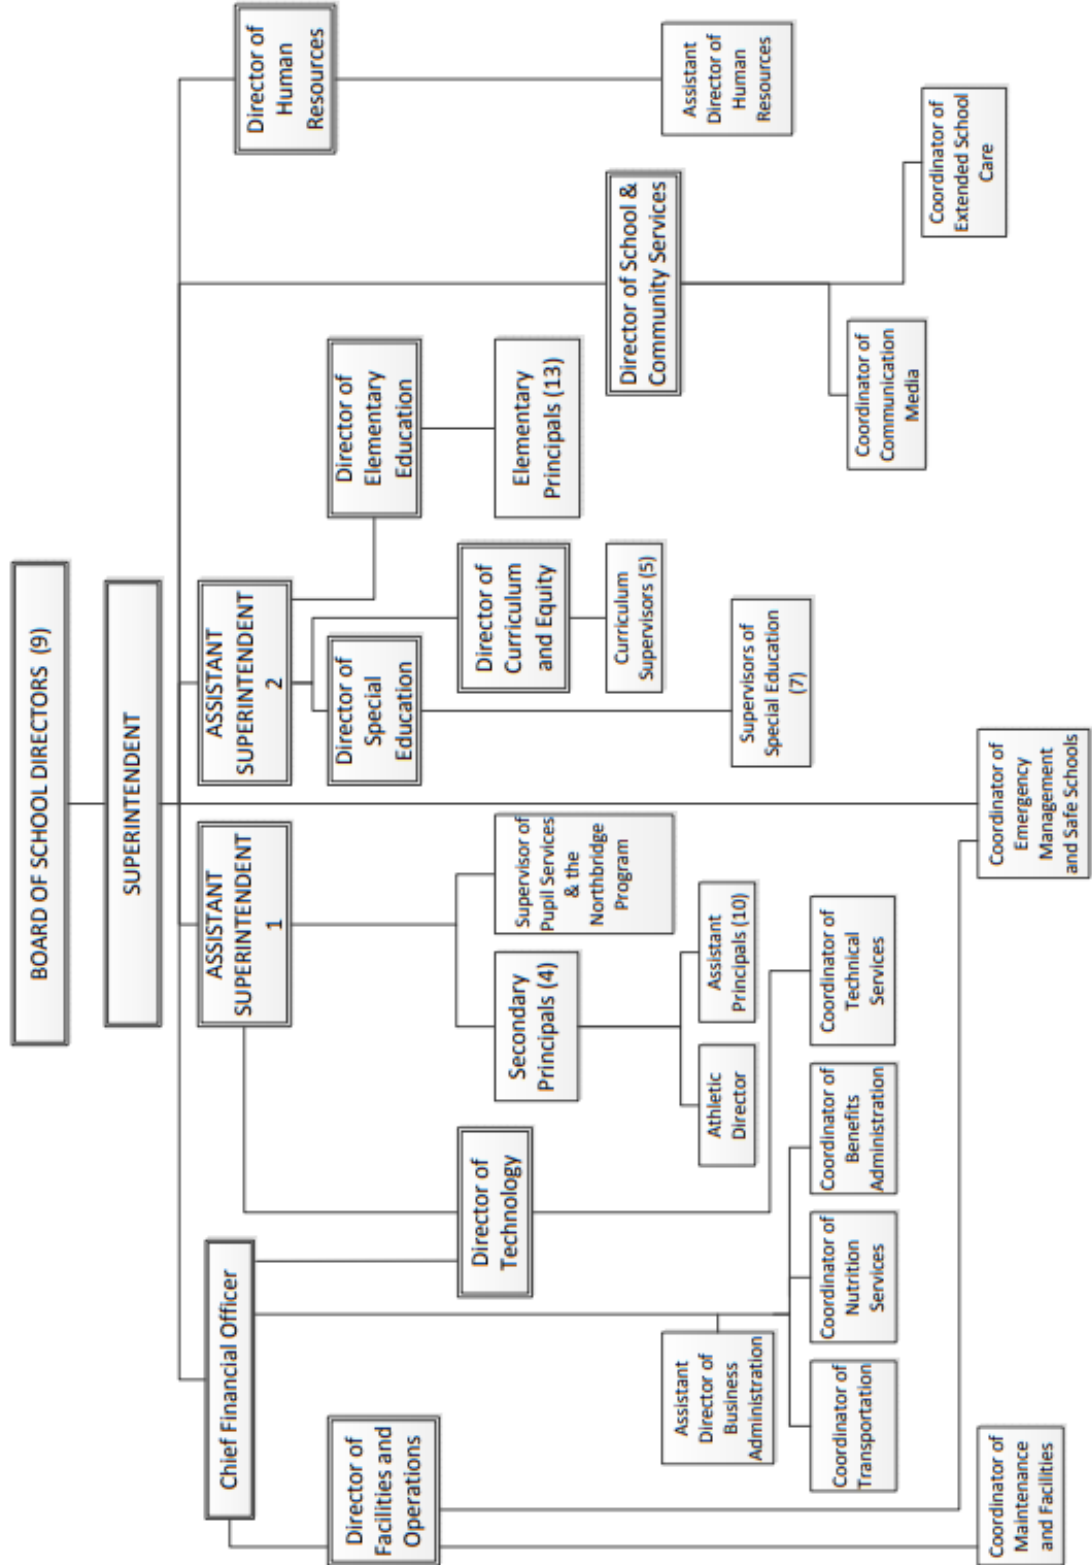 BOARD OF SCHOOL DIRECTORS (9)
SUPERINTENDENT
Chief Financial Officer
ASSISTANT
SUPERINTENDENT
1
ASSISTANT
SUPERINTENDENT
2
Director of
Human
Resources
Director of
Facilities and
Operations
Director of
Special
Education
Director of
Elementary
Education
Director of
Technology
Secondary
Principals (4)
Supervisor of
Pupil Services
& the
Northbridge
Program
Director of
Curriculum
and Equity
Elementary
Principals (13)
Curriculum
Supervisors (5)
Director of School &
Community Services
Assistant
Director of
Business
Administration
Athletic
Director
Assistant
Principals (10)
Supervisors of
Special Education
(7)
Assistant
Director of
Human
Resources
Coordinator of
Transportation
Coordinator of
Nutrition
Services
Coordinator of
Benefits
Administration
Coordinator of
Technical
Services
Coordinator of
Communication
Media
Coordinator of
Extended School
Care
Coordinator of
Maintenance
and Facilities
Coordinator of
Emergency
Management
and Safe Schools